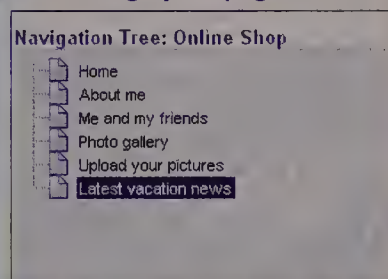 Navigation Tree: Online Shop
Home
About me
Me and my friends
Photo gallery
Upload your pictures
Latest vacation news